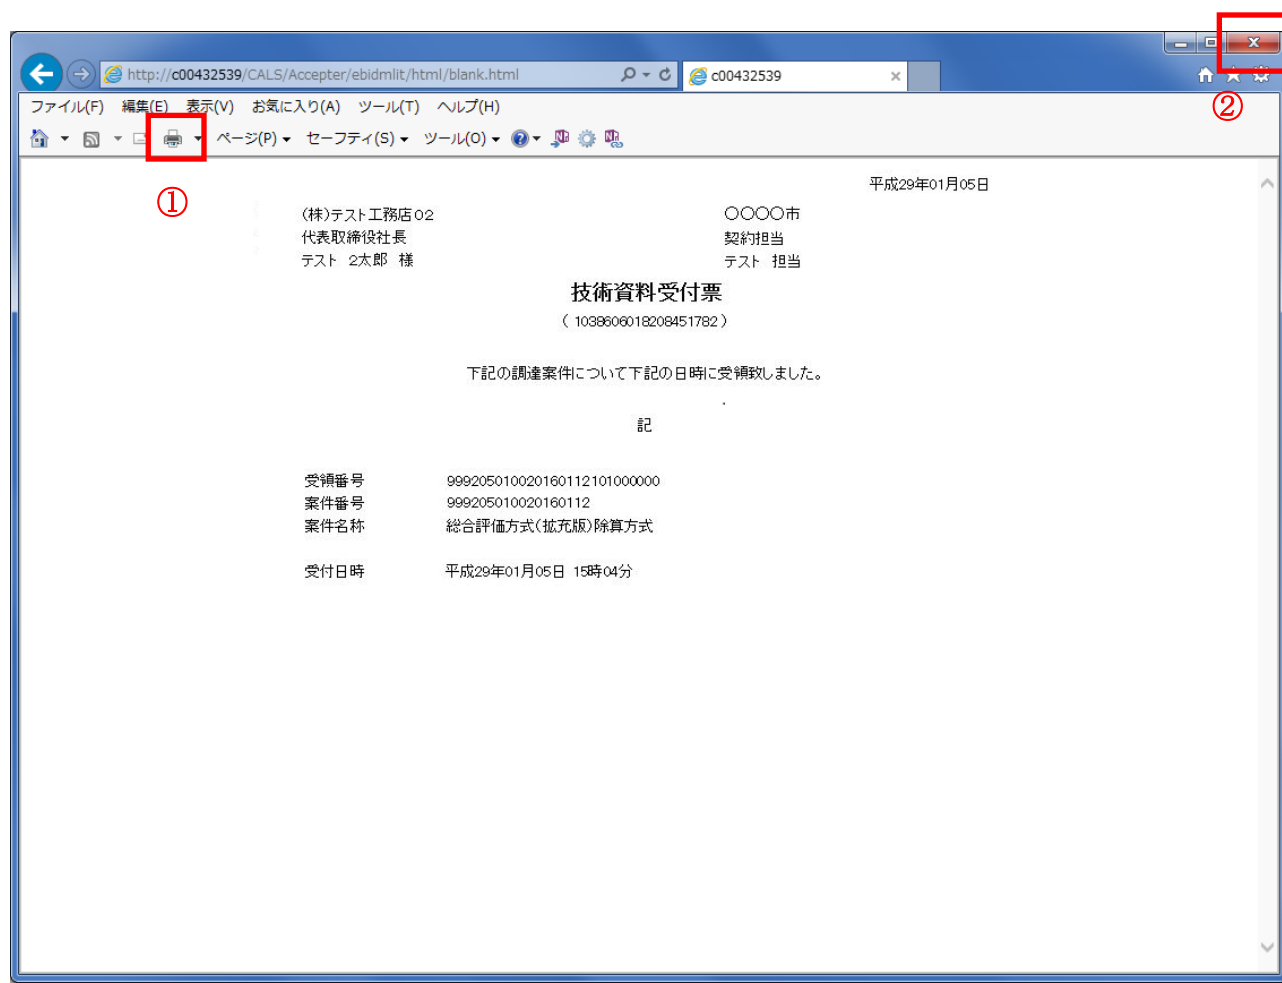 http://c00432539/CALS/Accepter/ebidmlit/html/blank.html
c00432539
ファイル(F) 編集(E) 表示(V) お気に入り(A) ツール(T) ヘルプ(H)
②
ページ(P) セーフティ(S) ツール(O)
①
平成29年01月05日
(株)テスト工務店02
〇〇〇〇市
代表取締役社長
契約担当
テスト 2太郎 様
テスト 担当
技術資料受付票
( 1038606018208451782 )
下記の調達案件について下記の日時に受領致しました。
記
受領番号 999205010020160112101000000
案件番号 999205010020160112
案件名称 総合評価方式(拡充版)除算方式
受付日時 平成29年01月05日 15時04分